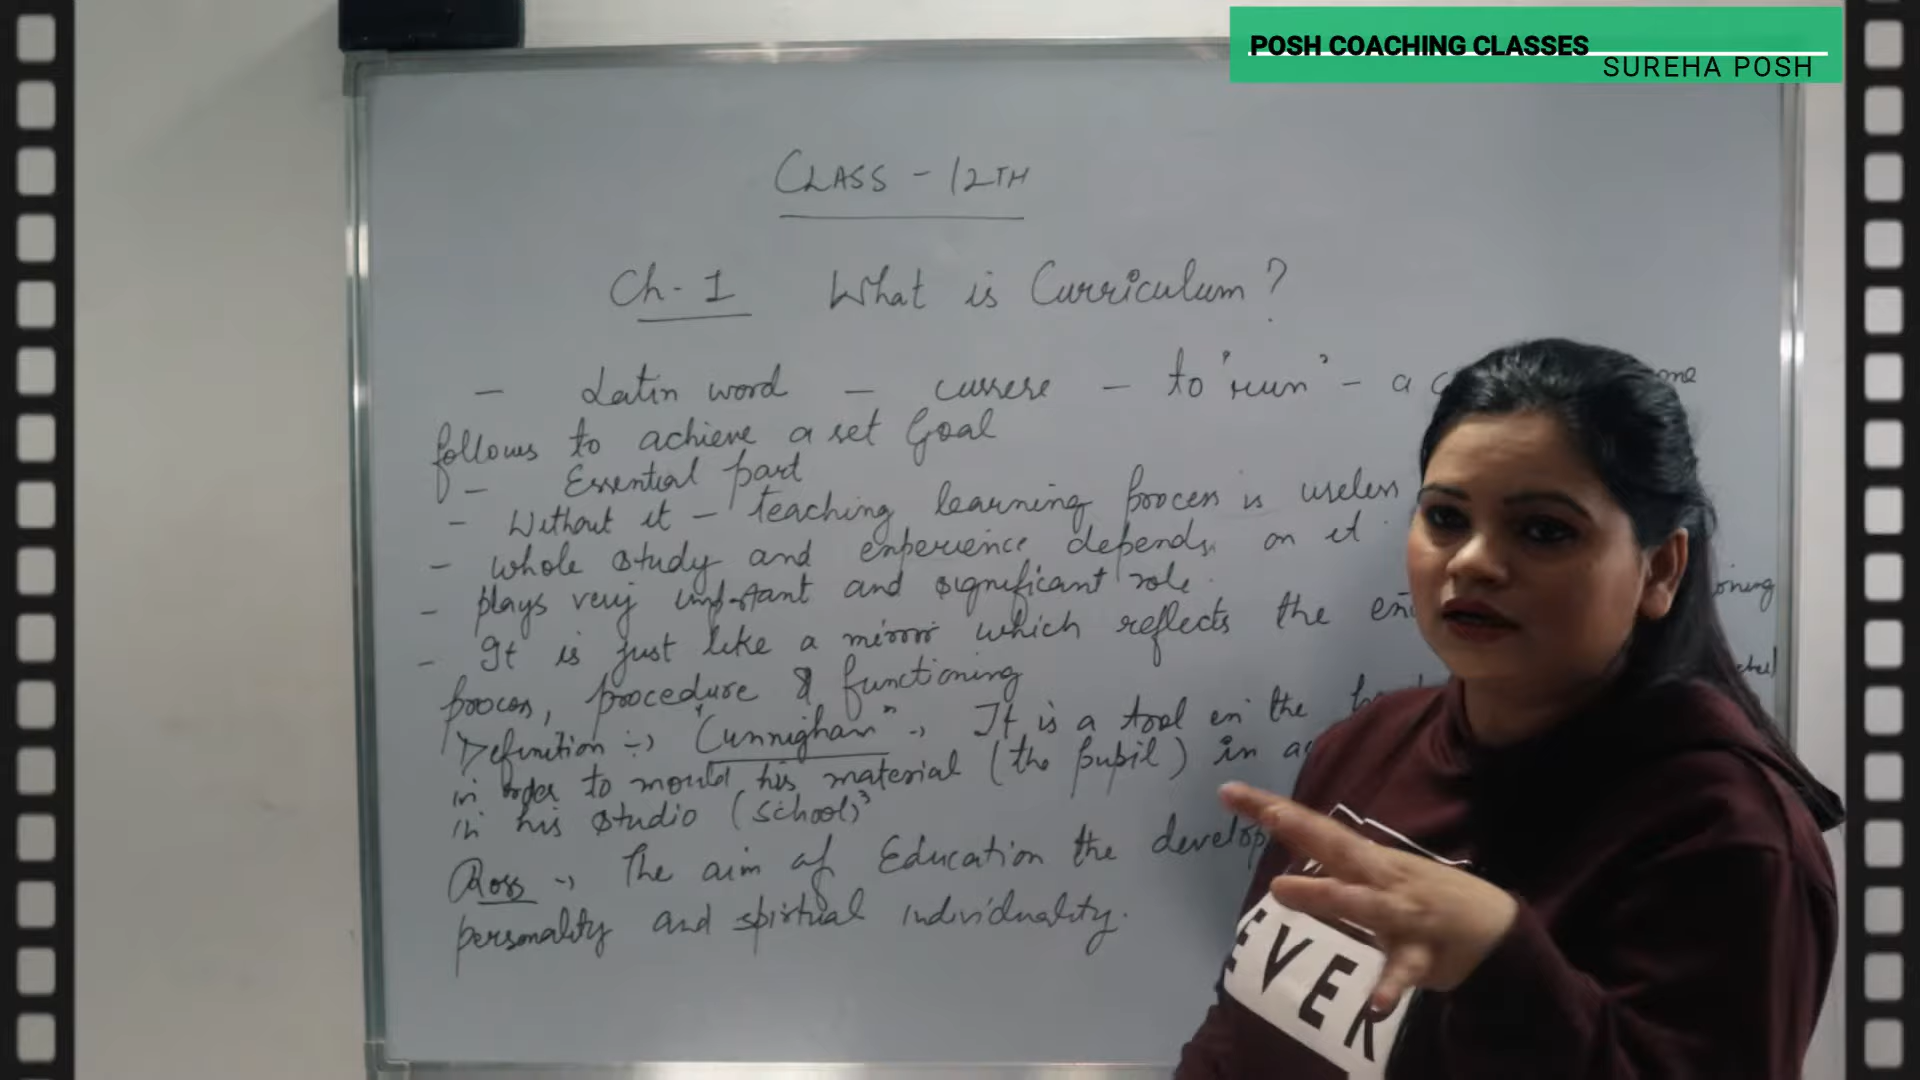 POSH COACHING CLASSES
SUREHA POSH
CLASS - 12TH
Ch. 1 What is Curriculum?
- Latin word - currere - to 'run' - a one
follows to achieve a set Goal
- Essential part
- Without it - teaching learning process is useless
- whole study and experience depends on it
- plays very important and significant role.
- It is just like a mirror which reflects the
process, procedure & functioning
Definition :-> "Cunnigham" -> It is a tool in the
in order to mould his material (the pupil) in
in his studio (school)
Ross -> The aim of Education the develop
personality and spirtual individuality.
EVER